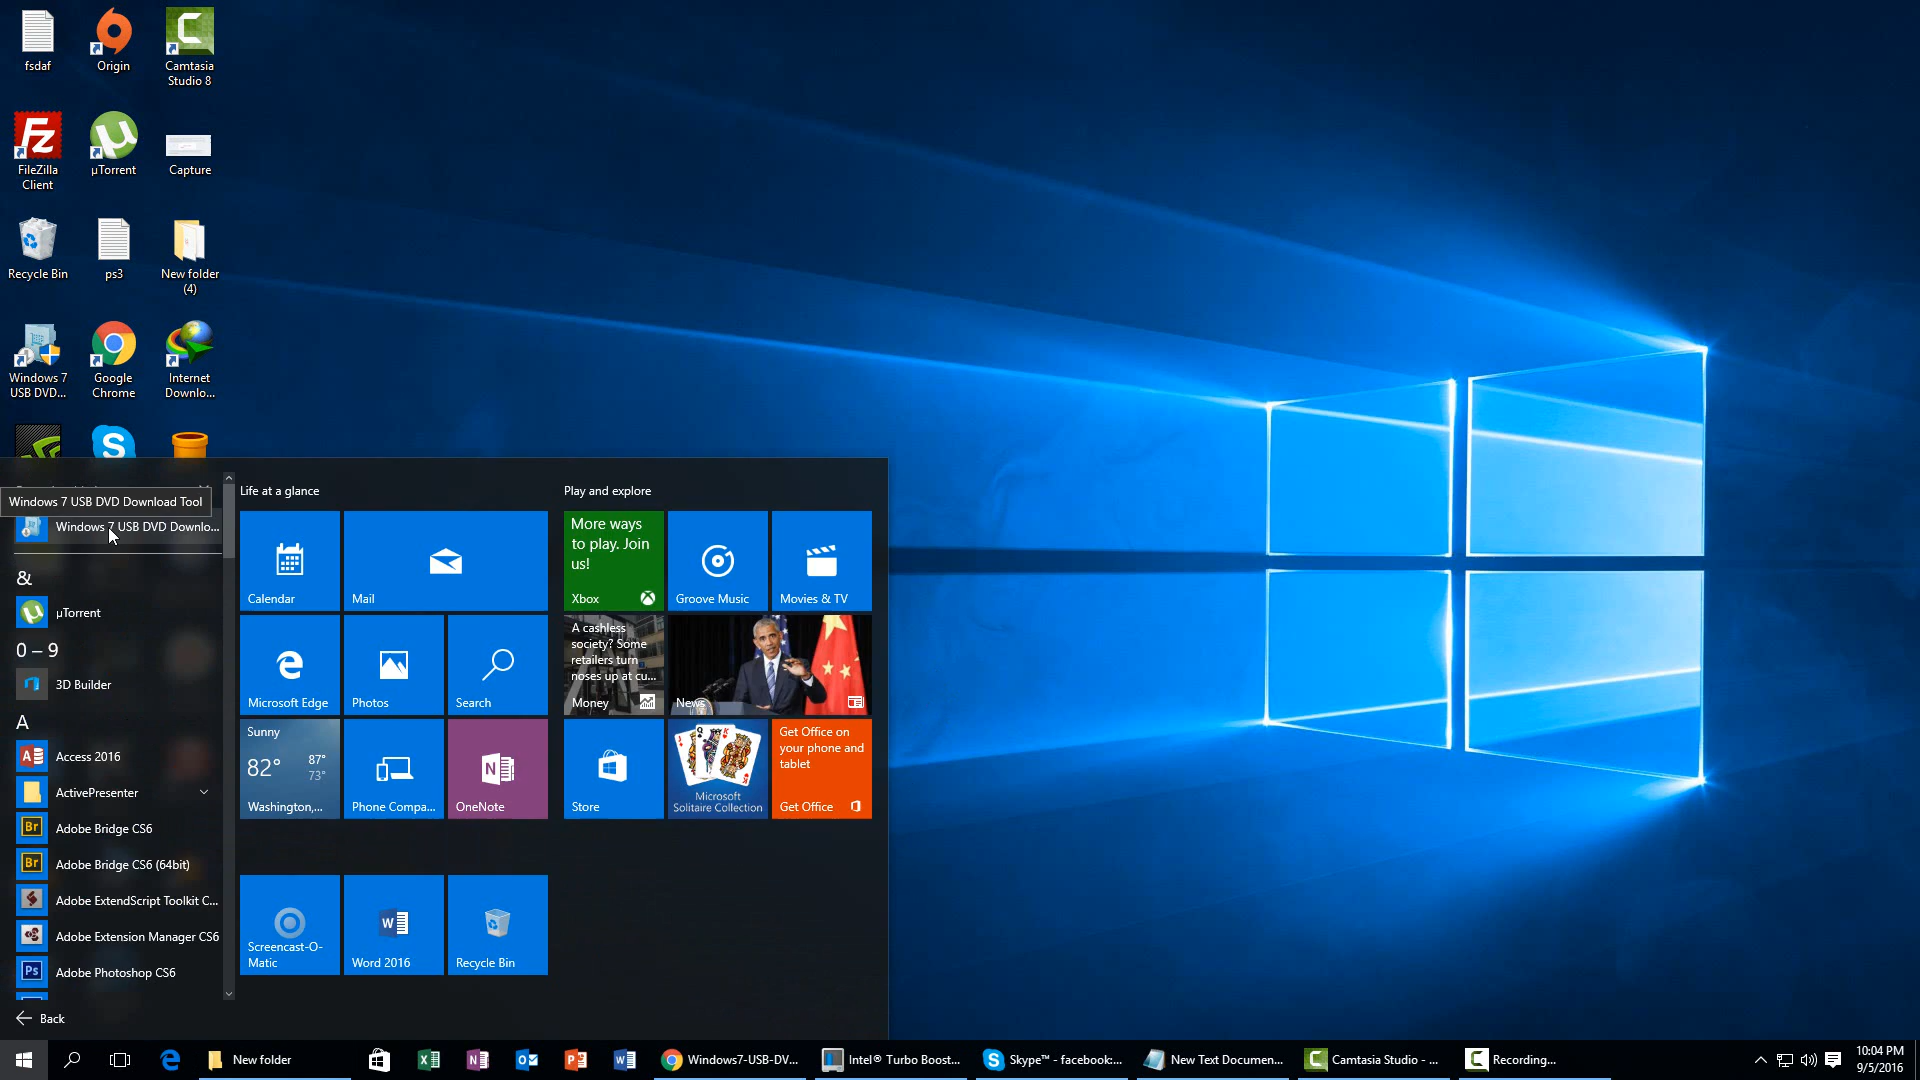 fsdaf
Origin
Camtasia
Studio 8
FileZilla
Client
µTorrent
Capture
Recycle Bin
ps3
New folder
(4)
Windows 7
USB DVD...
Google
Chrome
Internet
Downlo...
Windows 7 USB DVD Download Tool
Windows 7 USB DVD Downlo...
&
µTorrent
0 – 9
3D Builder
A
Access 2016
ActivePresenter
Adobe Bridge CS6
Adobe Bridge CS6 (64bit)
Adobe ExtendScript Toolkit C...
Adobe Extension Manager CS6
Adobe Photoshop CS6
Back
Life at a glance
Calendar
Mail
Microsoft Edge
Photos
Search
Sunny
82°
87°
73°
Washington,...
Phone Compa...
OneNote
Screencast-O-
Matic
Word 2016
Recycle Bin
Play and explore
More ways
to play. Join
us!
Xbox
Groove Music
Movies & TV
A cashless
society? Some
retailers turn
noses up at cu...
Money
News
Store
Microsoft
Solitaire Collection
Get Office on
your phone and
tablet
Get Office
New folder
Windows7-USB-DV...
Intel® Turbo Boost...
Skype™ - facebook:...
New Text Documen...
Camtasia Studio - ...
Recording...
10:04 PM
9/5/2016